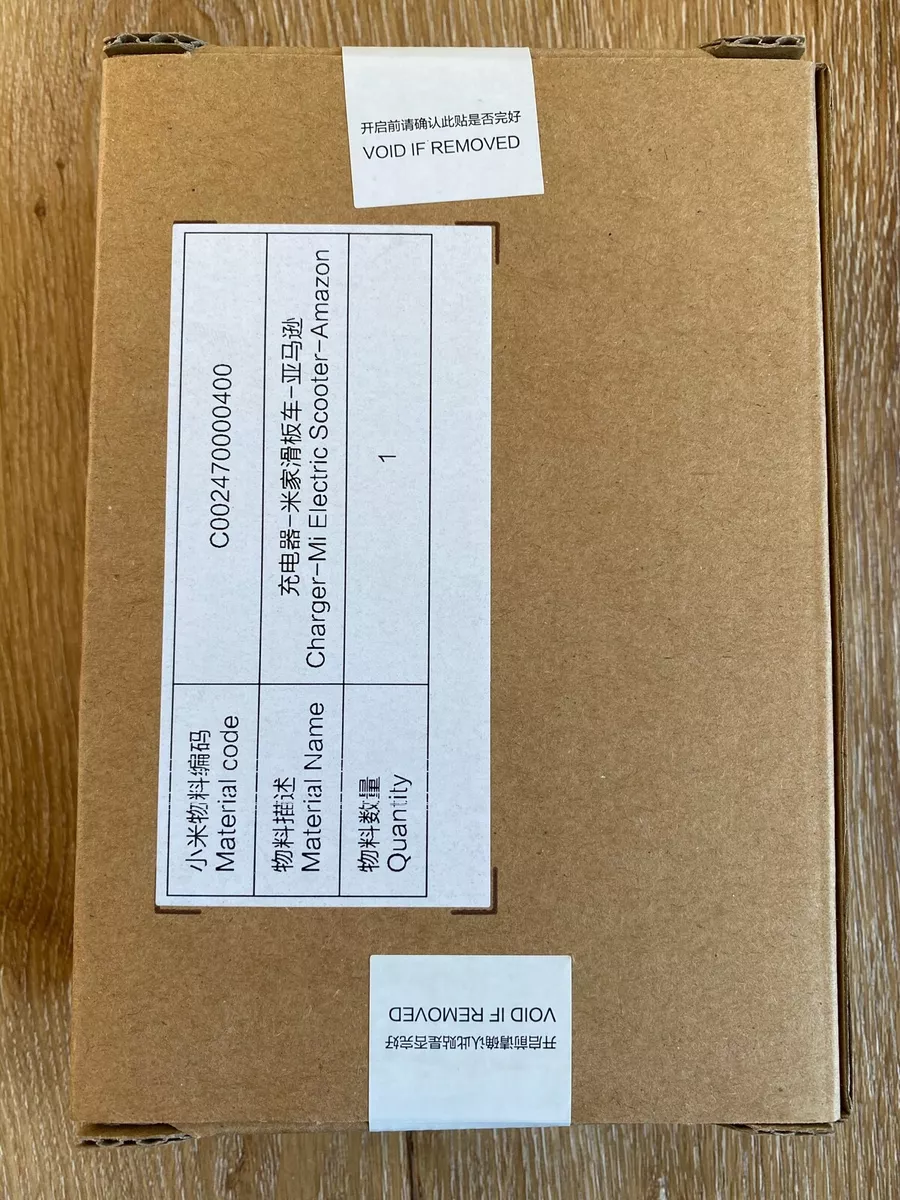 开启前请确认此贴是否完好
VOID IF REMOVED
小米物料编码
Material code
C002470000400
物料描述
Material Name
充电器-米家滑板车-亚马逊
Charger-Mi Electric Scooter-Amazon
物料数量
Quantity
1
开启前请确认此贴是否完好
VOID IF REMOVED